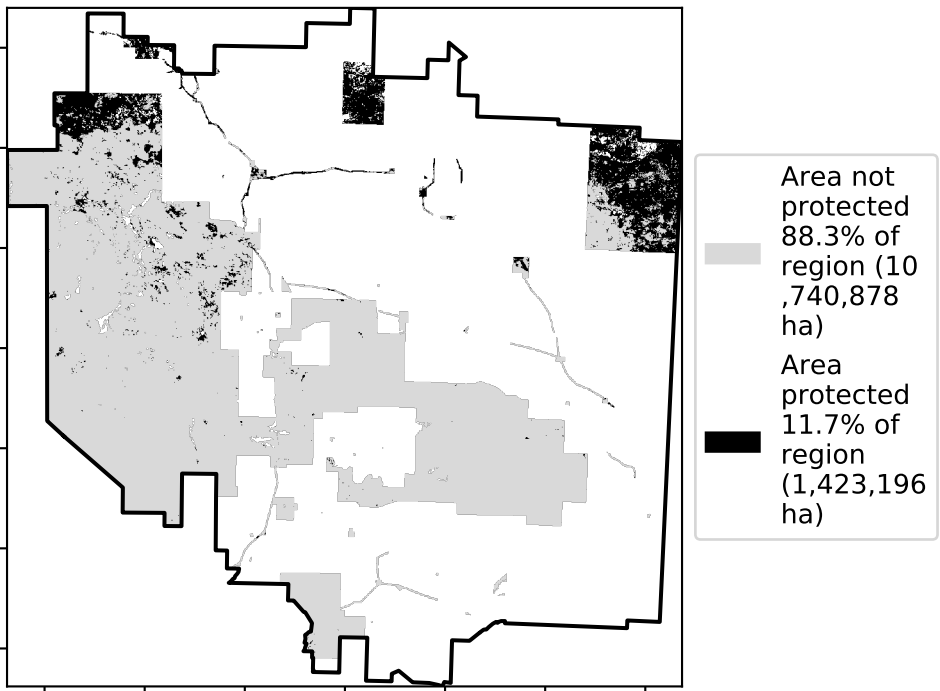 Area not
protected
88.3% of
region (10
,740,878
ha)
Area
protected
11.7% of
region
(1,423,196
ha)